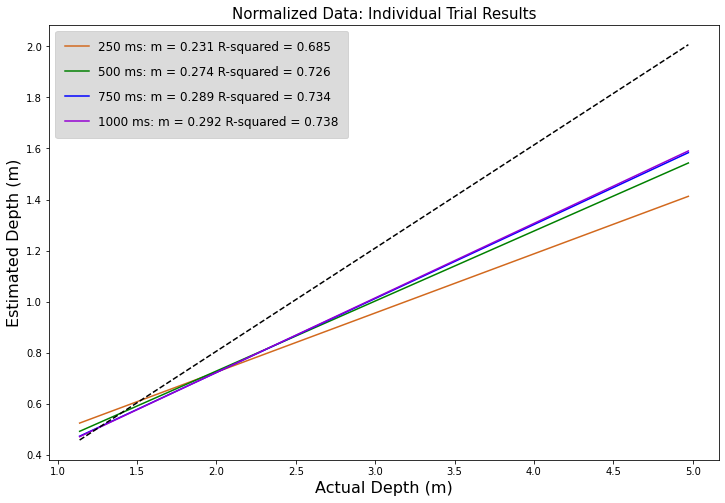 Normalized Data: Individual Trial Results
250 ms: m = 0.231 R-squared = 0.685
500 ms: m = 0.274 R-squared = 0.726
750 ms: m = 0.289 R-squared = 0.734
1000 ms: m = 0.292 R-squared = 0.738
Estimated Depth (m)
2.0
1.8
1.6
1.4
1.2
1.0
0.8
0.6
0.4
1.0 1.5 2.0 2.5 3.0 3.5 4.0 4.5 5.0
Actual Depth (m)